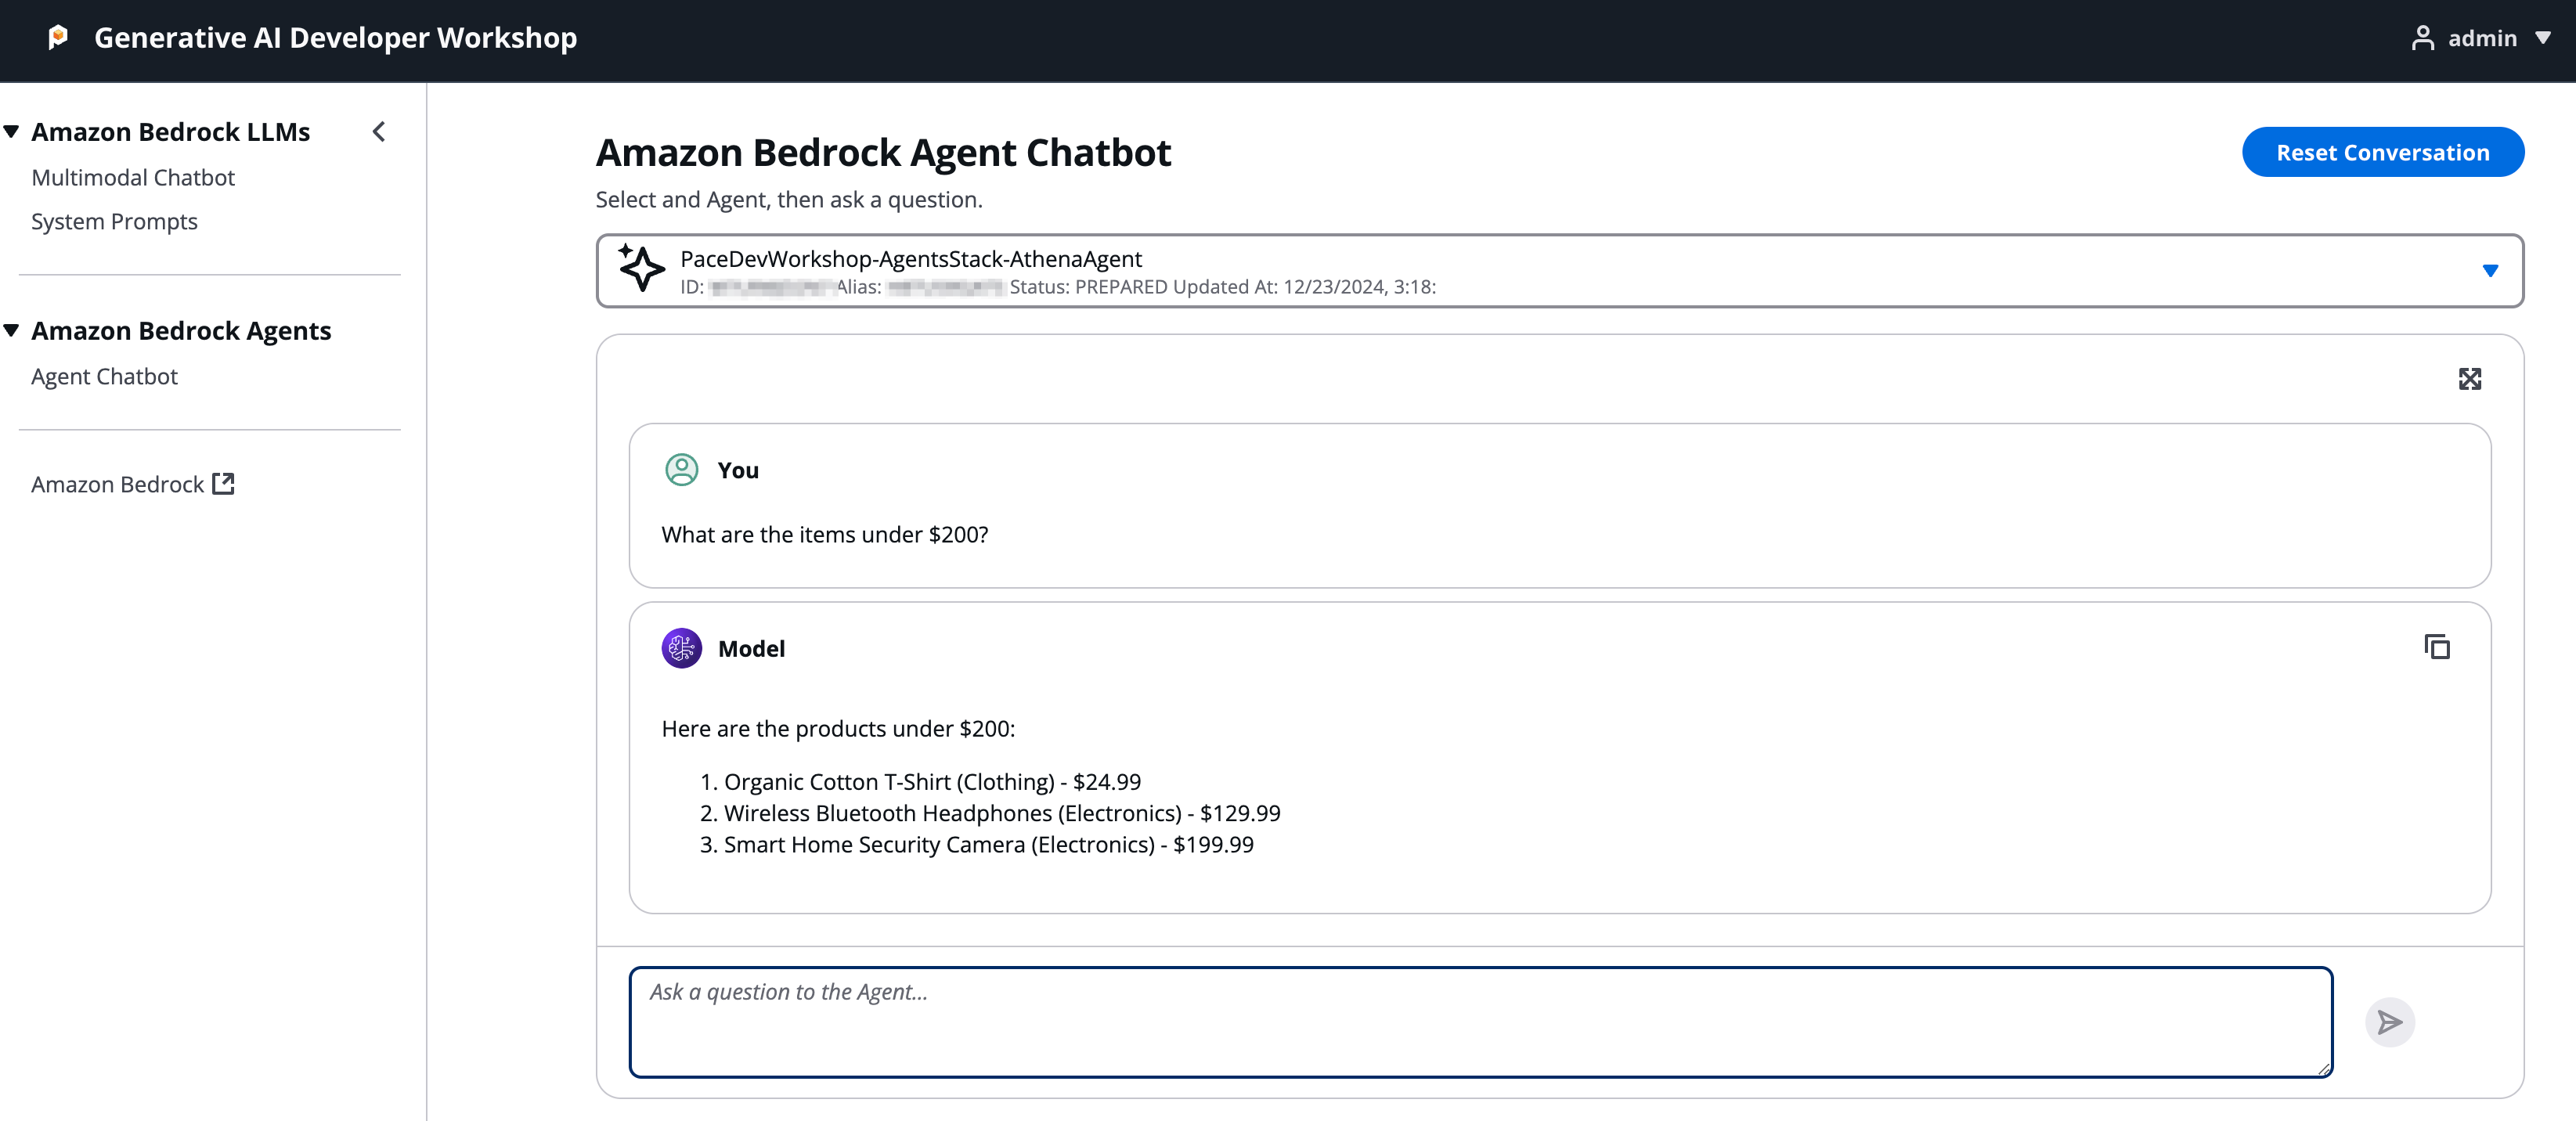 Generative AI Developer Workshop
admin
Amazon Bedrock LLMs
Multimodal Chatbot
System Prompts
Amazon Bedrock Agents
Agent Chatbot
Amazon Bedrock
Amazon Bedrock Agent Chatbot
Reset Conversation
Select and Agent, then ask a question.
PaceDevWorkshop-AgentsStack-AthenaAgent
ID: Alias: Status: PREPARED Updated At: 12/23/2024, 3:18:
You
What are the items under $200?
Model
Here are the products under $200:
1. Organic Cotton T-Shirt (Clothing) - $24.99
2. Wireless Bluetooth Headphones (Electronics) - $129.99
3. Smart Home Security Camera (Electronics) - $199.99
Ask a question to the Agent...